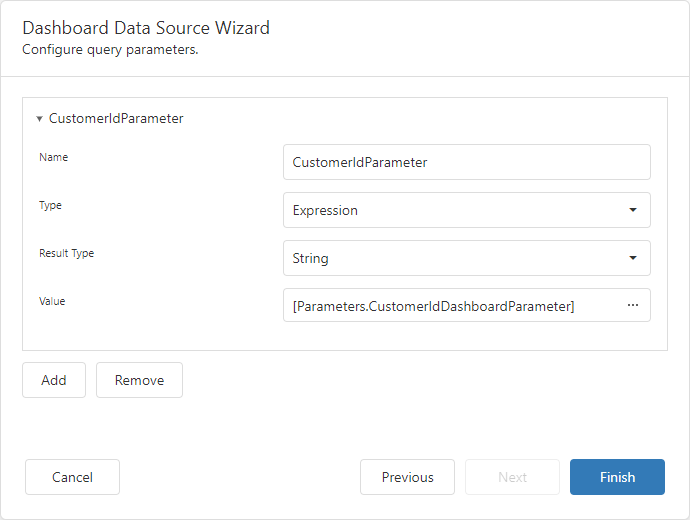 Dashboard Data Source Wizard
Configure query parameters.
CustomerIdParameter
Name
CustomerIdParameter
Type
Expression
Result Type
String
Value
[Parameters.CustomerIdDashboardParameter]
...
Add
Remove
Cancel
Previous
Next
Finish